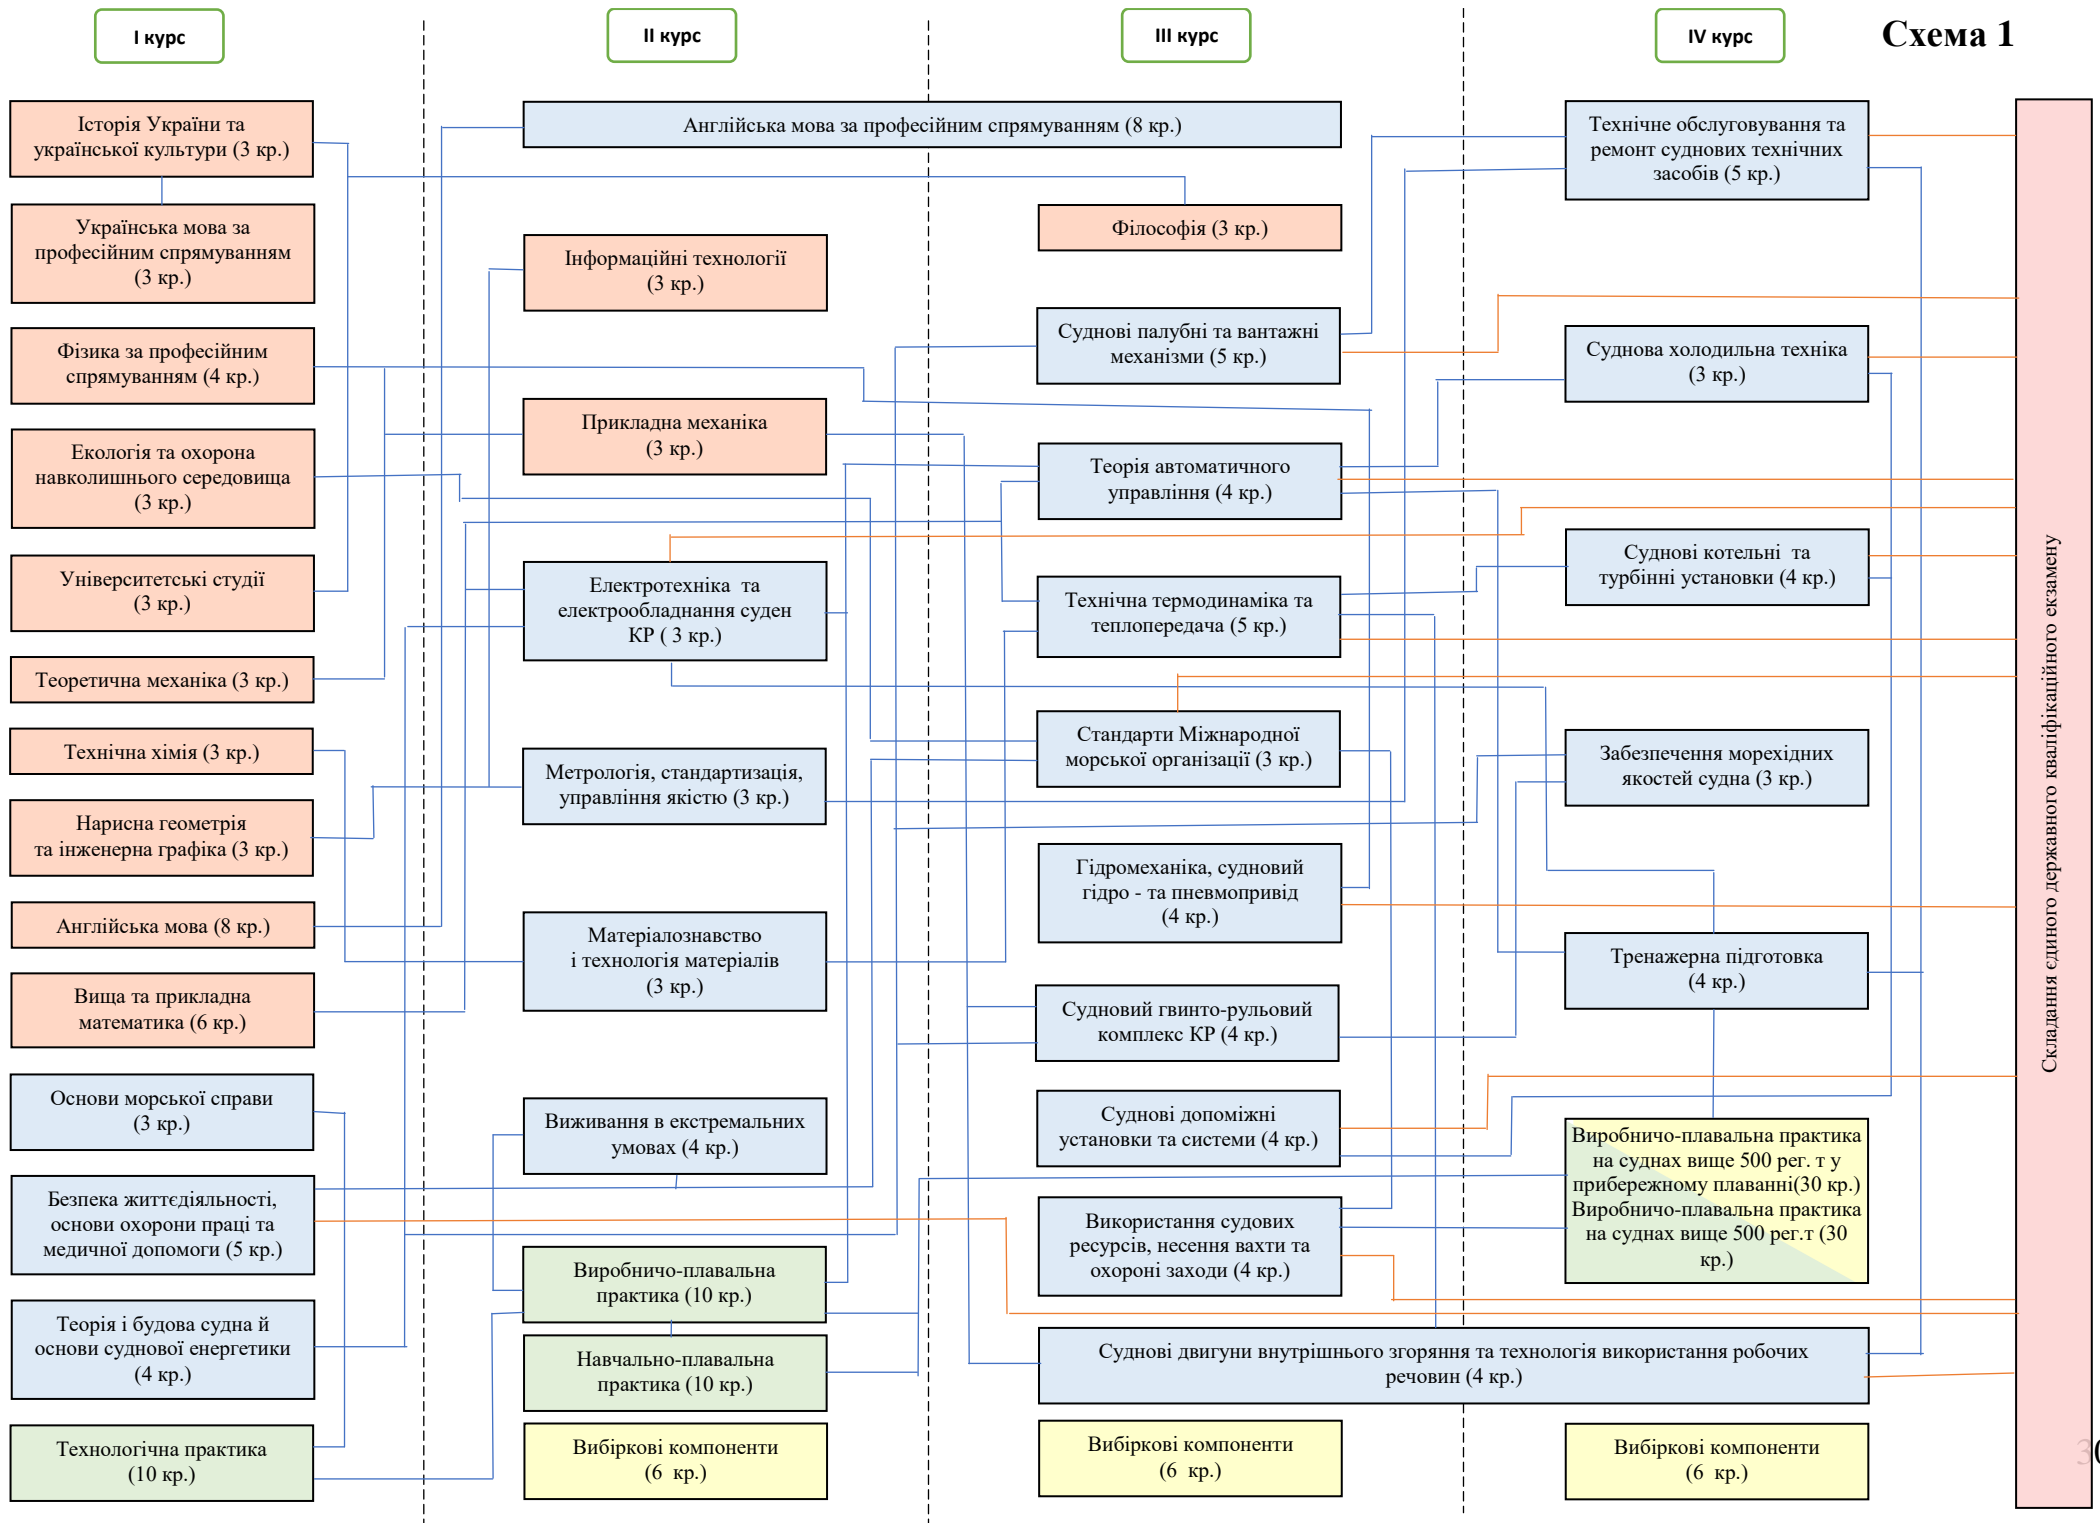 І курс
ІІ курс
ІІІ курс
IV курс
Схема 1
Історія України та
української культури (3 кр.)
Українська мова за
професійним спрямуванням
(3 кр.)
Фізика за професійним
спрямуванням (4 кр.)
Екологія та охорона
навколишнього середовища
(3 кр.)
Університетські студії
(3 кр.)
Теоретична механіка (3 кр.)
Технічна хімія (3 кр.)
Нарисна геометрія
та інженерна графіка (3 кр.)
Англійська мова (8 кр.)
Вища та прикладна
математика (6 кр.)
Основи морської справи
(3 кр.)
Безпека життєдіяльності,
основи охорони праці та
медичної допомоги (5 кр.)
Теорія і будова судна й
основи суднової енергетики
(4 кр.)
Технологічна практика
(10 кр.)
Англійська мова за професійним спрямуванням (8 кр.)
Інформаційні технології
(3 кр.)
Прикладна механіка
(3 кр.)
Електротехніка та
електрообладнання суден
КР ( 3 кр.)
Метрологія, стандартизація,
управління якістю (3 кр.)
Матеріалознавство
і технологія матеріалів
(3 кр.)
Виживання в екстремальних
умовах (4 кр.)
Виробничо-плавальна
практика (10 кр.)
Навчально-плавальна
практика (10 кр.)
Вибіркові компоненти
(6 кр.)
Філософія (3 кр.)
Суднові палубні та вантажні
механізми (5 кр.)
Теорія автоматичного
управління (4 кр.)
Технічна термодинаміка та
теплопередача (5 кр.)
Стандарти Міжнародної
морської організації (3 кр.)
Гідромеханіка, судновий
гідро - та пневмопривід
(4 кр.)
Судновий гвинто-рульовий
комплекс КР (4 кр.)
Суднові допоміжні
установки та системи (4 кр.)
Використання судових
ресурсів, несення вахти та
охороні заходи (4 кр.)
Суднові двигуни внутрішнього згоряння та технологія використання робочих
речовин (4 кр.)
Вибіркові компоненти
(6 кр.)
Технічне обслуговування та
ремонт суднових технічних
засобів (5 кр.)
Суднова холодильна техніка
(3 кр.)
Суднові котельні та
турбінні установки (4 кр.)
Забезпечення морехідних
якостей судна (3 кр.)
Тренажерна підготовка
(4 кр.)
Виробничо-плавальна практика
на суднах вище 500 рег. т у
прибережному плаванні(30 кр.)
Виробничо-плавальна практика
на суднах вище 500 рег.т (30
кр.)
Вибіркові компоненти
(6 кр.)
Складання єдиного державного кваліфікаційного екзамену